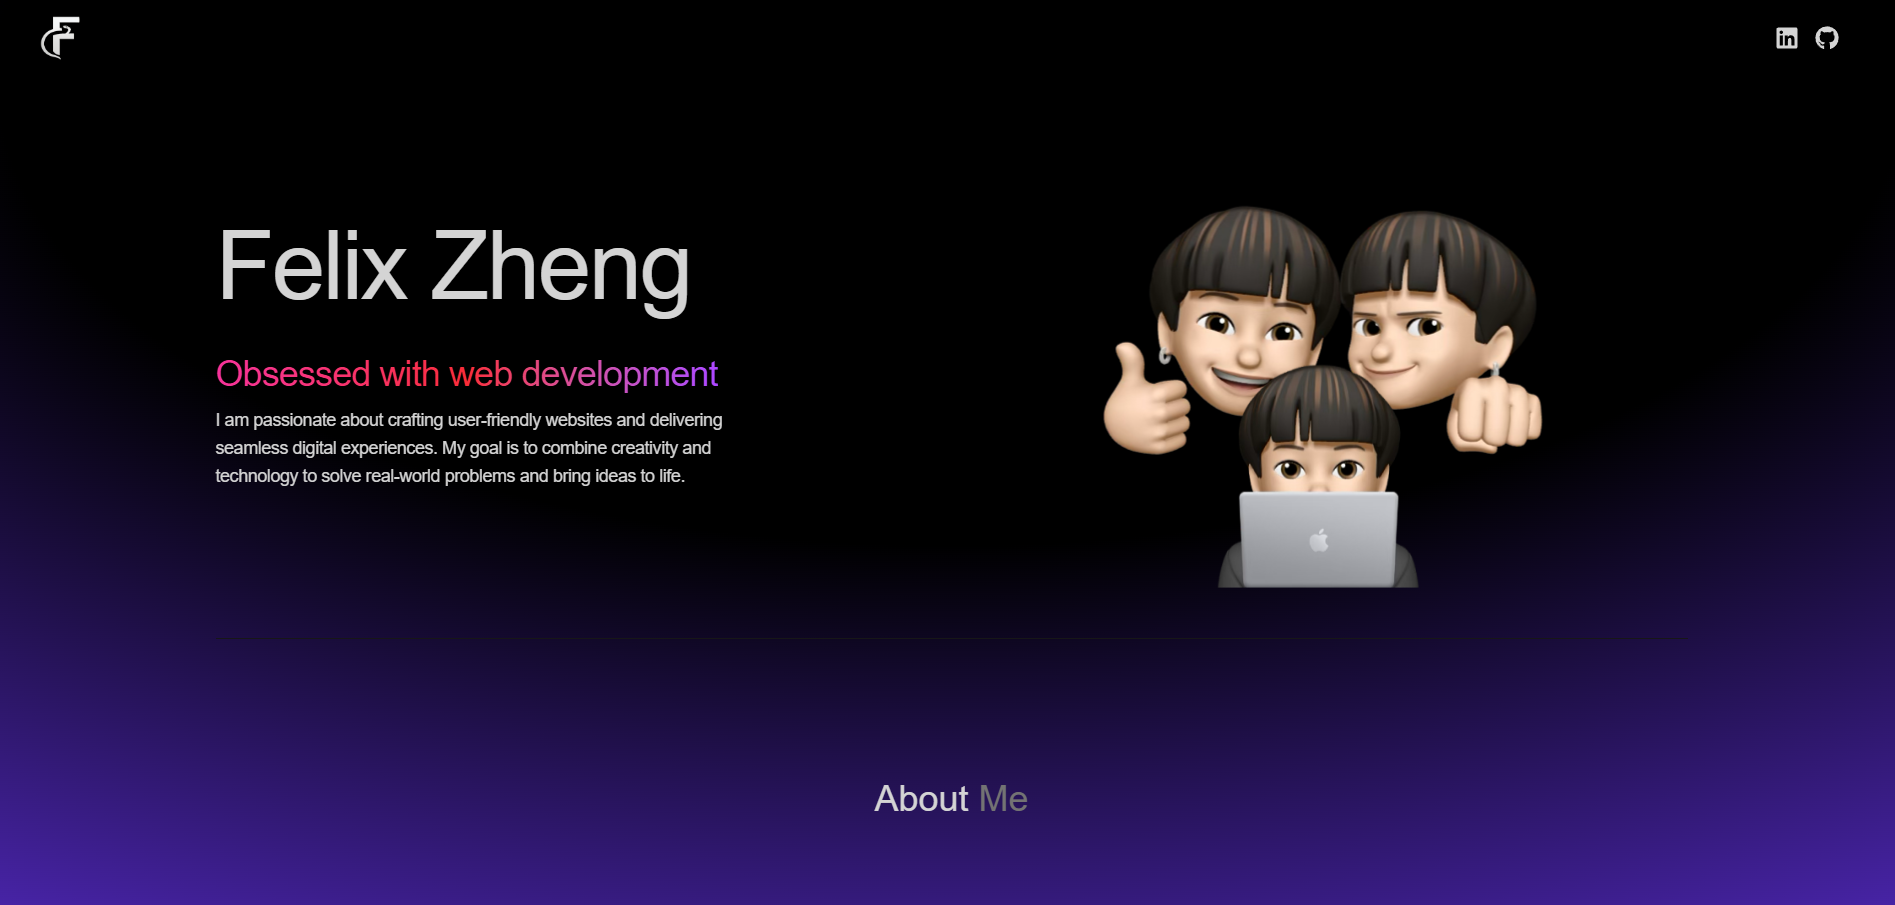 F
in
Felix Zheng
Obsessed with web development
I am passionate about crafting user-friendly websites and delivering
seamless digital experiences. My goal is to combine creativity and
technology to solve real-world problems and bring ideas to life.
About Me